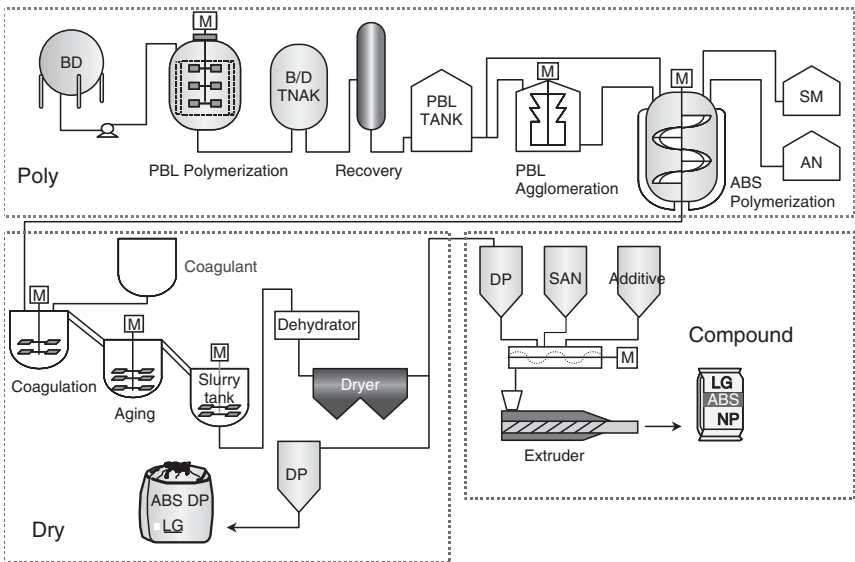 M
BD
B/D
TNAK
PBL
TANK
M
M
SM
AN
PBL Polymerization
Recovery
PBL
Agglomeration
ABS
Polymerization
Poly
Coagulant
M
Coagulation
M
Aging
M
Slurry
tank
Dehydrator
Dryer
DP
ABS DP
LG
Dry
DP
SAN
Additive
M
Compound
LG
ABS
NP
Extruder